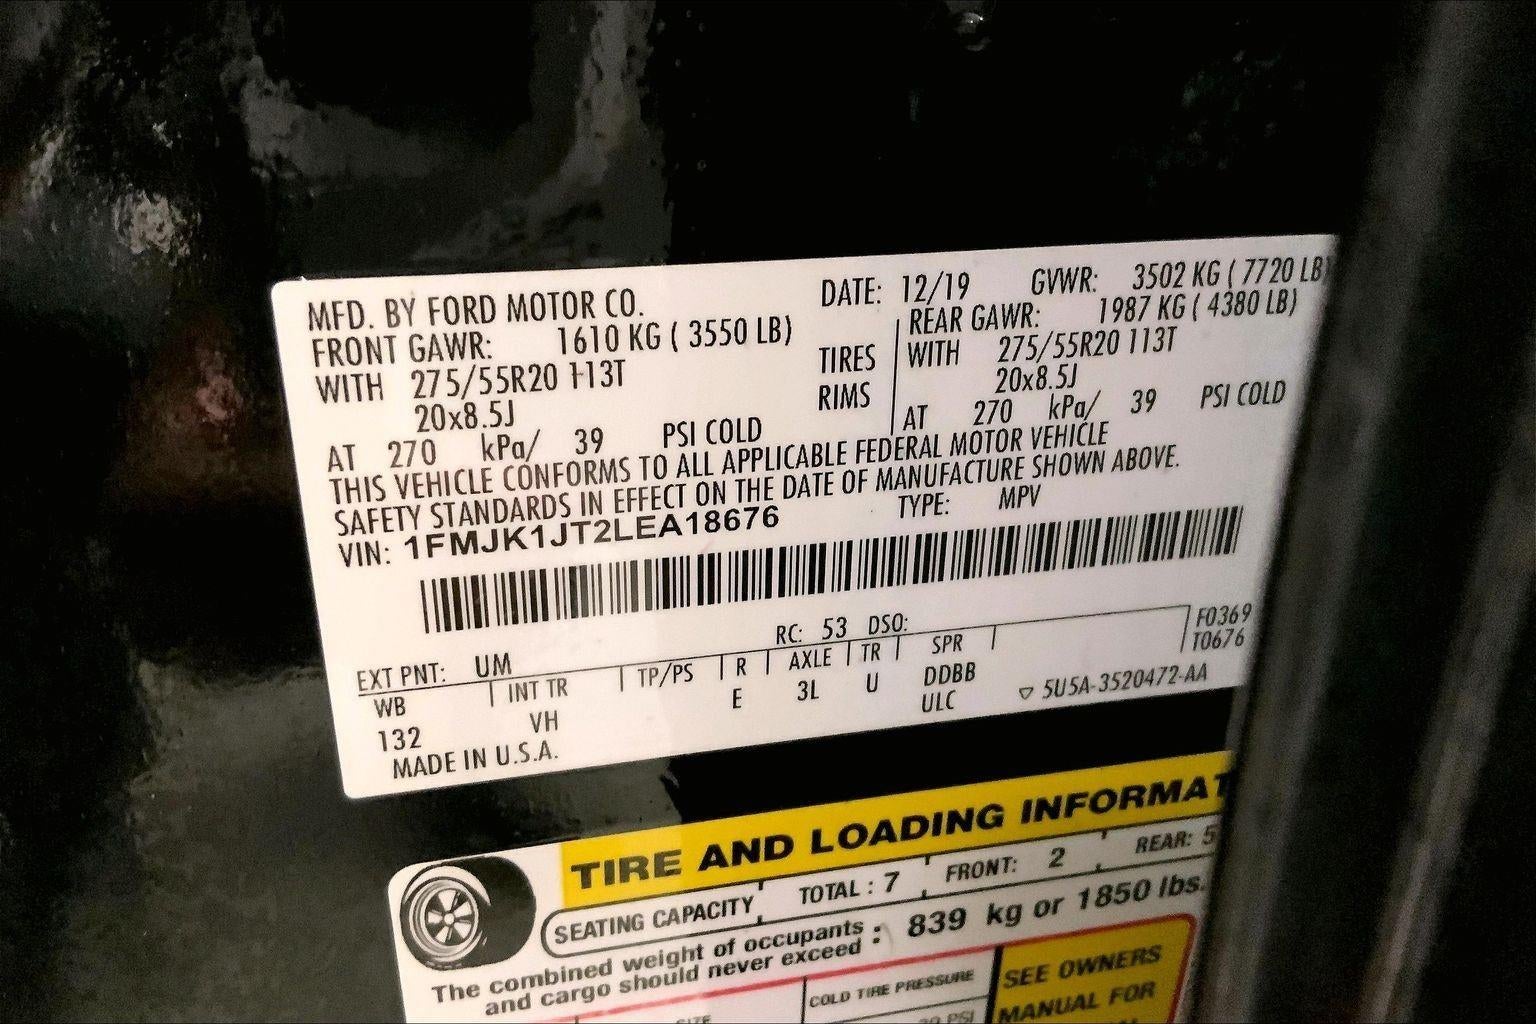 MFD. BY FORD MOTOR CO. DATE: 12/19 GVWR: 3502 KG ( 7720 LB)
FRONT GAWR: 1610 KG ( 3550 LB) REAR GAWR: 1987 KG ( 4380 LB)
WITH 275/55R20 113T TIRES WITH 275/55R20 113T
20x8.5J RIMS 20x8.5J
AT 270 kPa/ 39 PSI COLD AT 270 kPa/ 39 PSI COLD
THIS VEHICLE CONFORMS TO ALL APPLICABLE FEDERAL MOTOR VEHICLE
SAFETY STANDARDS IN EFFECT ON THE DATE OF MANUFACTURE SHOWN ABOVE.
VIN: 1FMJK1JT2LEA18676 TYPE: MPV
EXT PNT: UM RC: 53 DSO: F0369
WB INT TR TP/PS R AXLE TR SPR T0676
132 VH E 3L U DDBB
ULC ▽ 5U5A-3520472-AA
MADE IN U.S.A.
TIRE AND LOADING INFORMAT
SEATING CAPACITY TOTAL : 7 FRONT: 2 REAR: 5
The combined weight of occupants
and cargo should never exceed : 839 kg or 1850 lbs.
COLD TIRE PRESSURE SEE OWNERS
MANUAL FOR
PSI